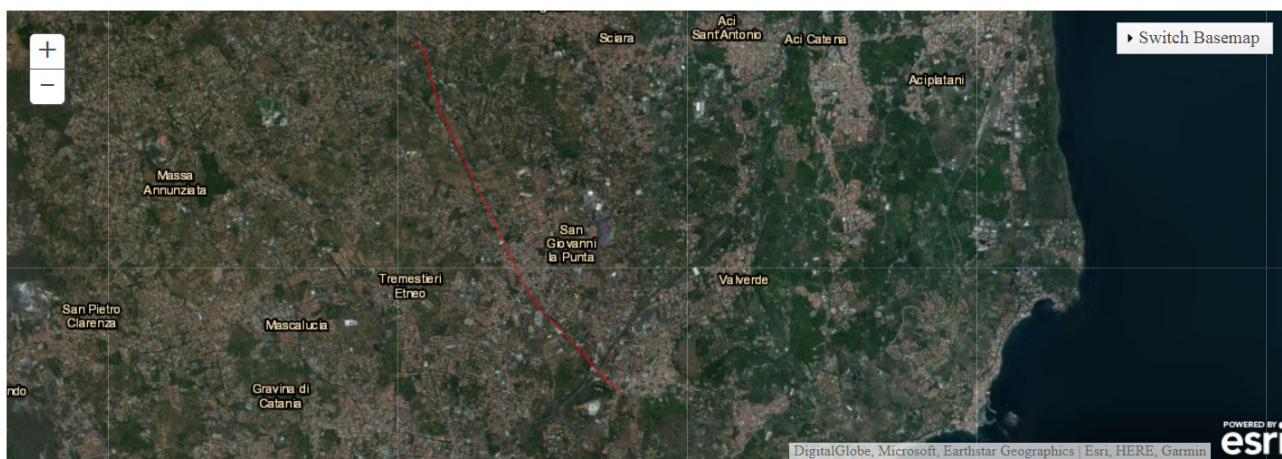 +
−
Sciara
Aci
Sant'Antonio
Aci Catena
Switch Basemap
Aciplatani
Massa
Annunziata
San
Giovanni
la Punta
Tremestieri
Etneo
Valverde
San Pietro
Clarenza
Mascalucia
Gravina di
Catania
ndo
POWERED BY
esri
DigitalGlobe, Microsoft, Earthstar Geographics | Esri, HERE, Garmin